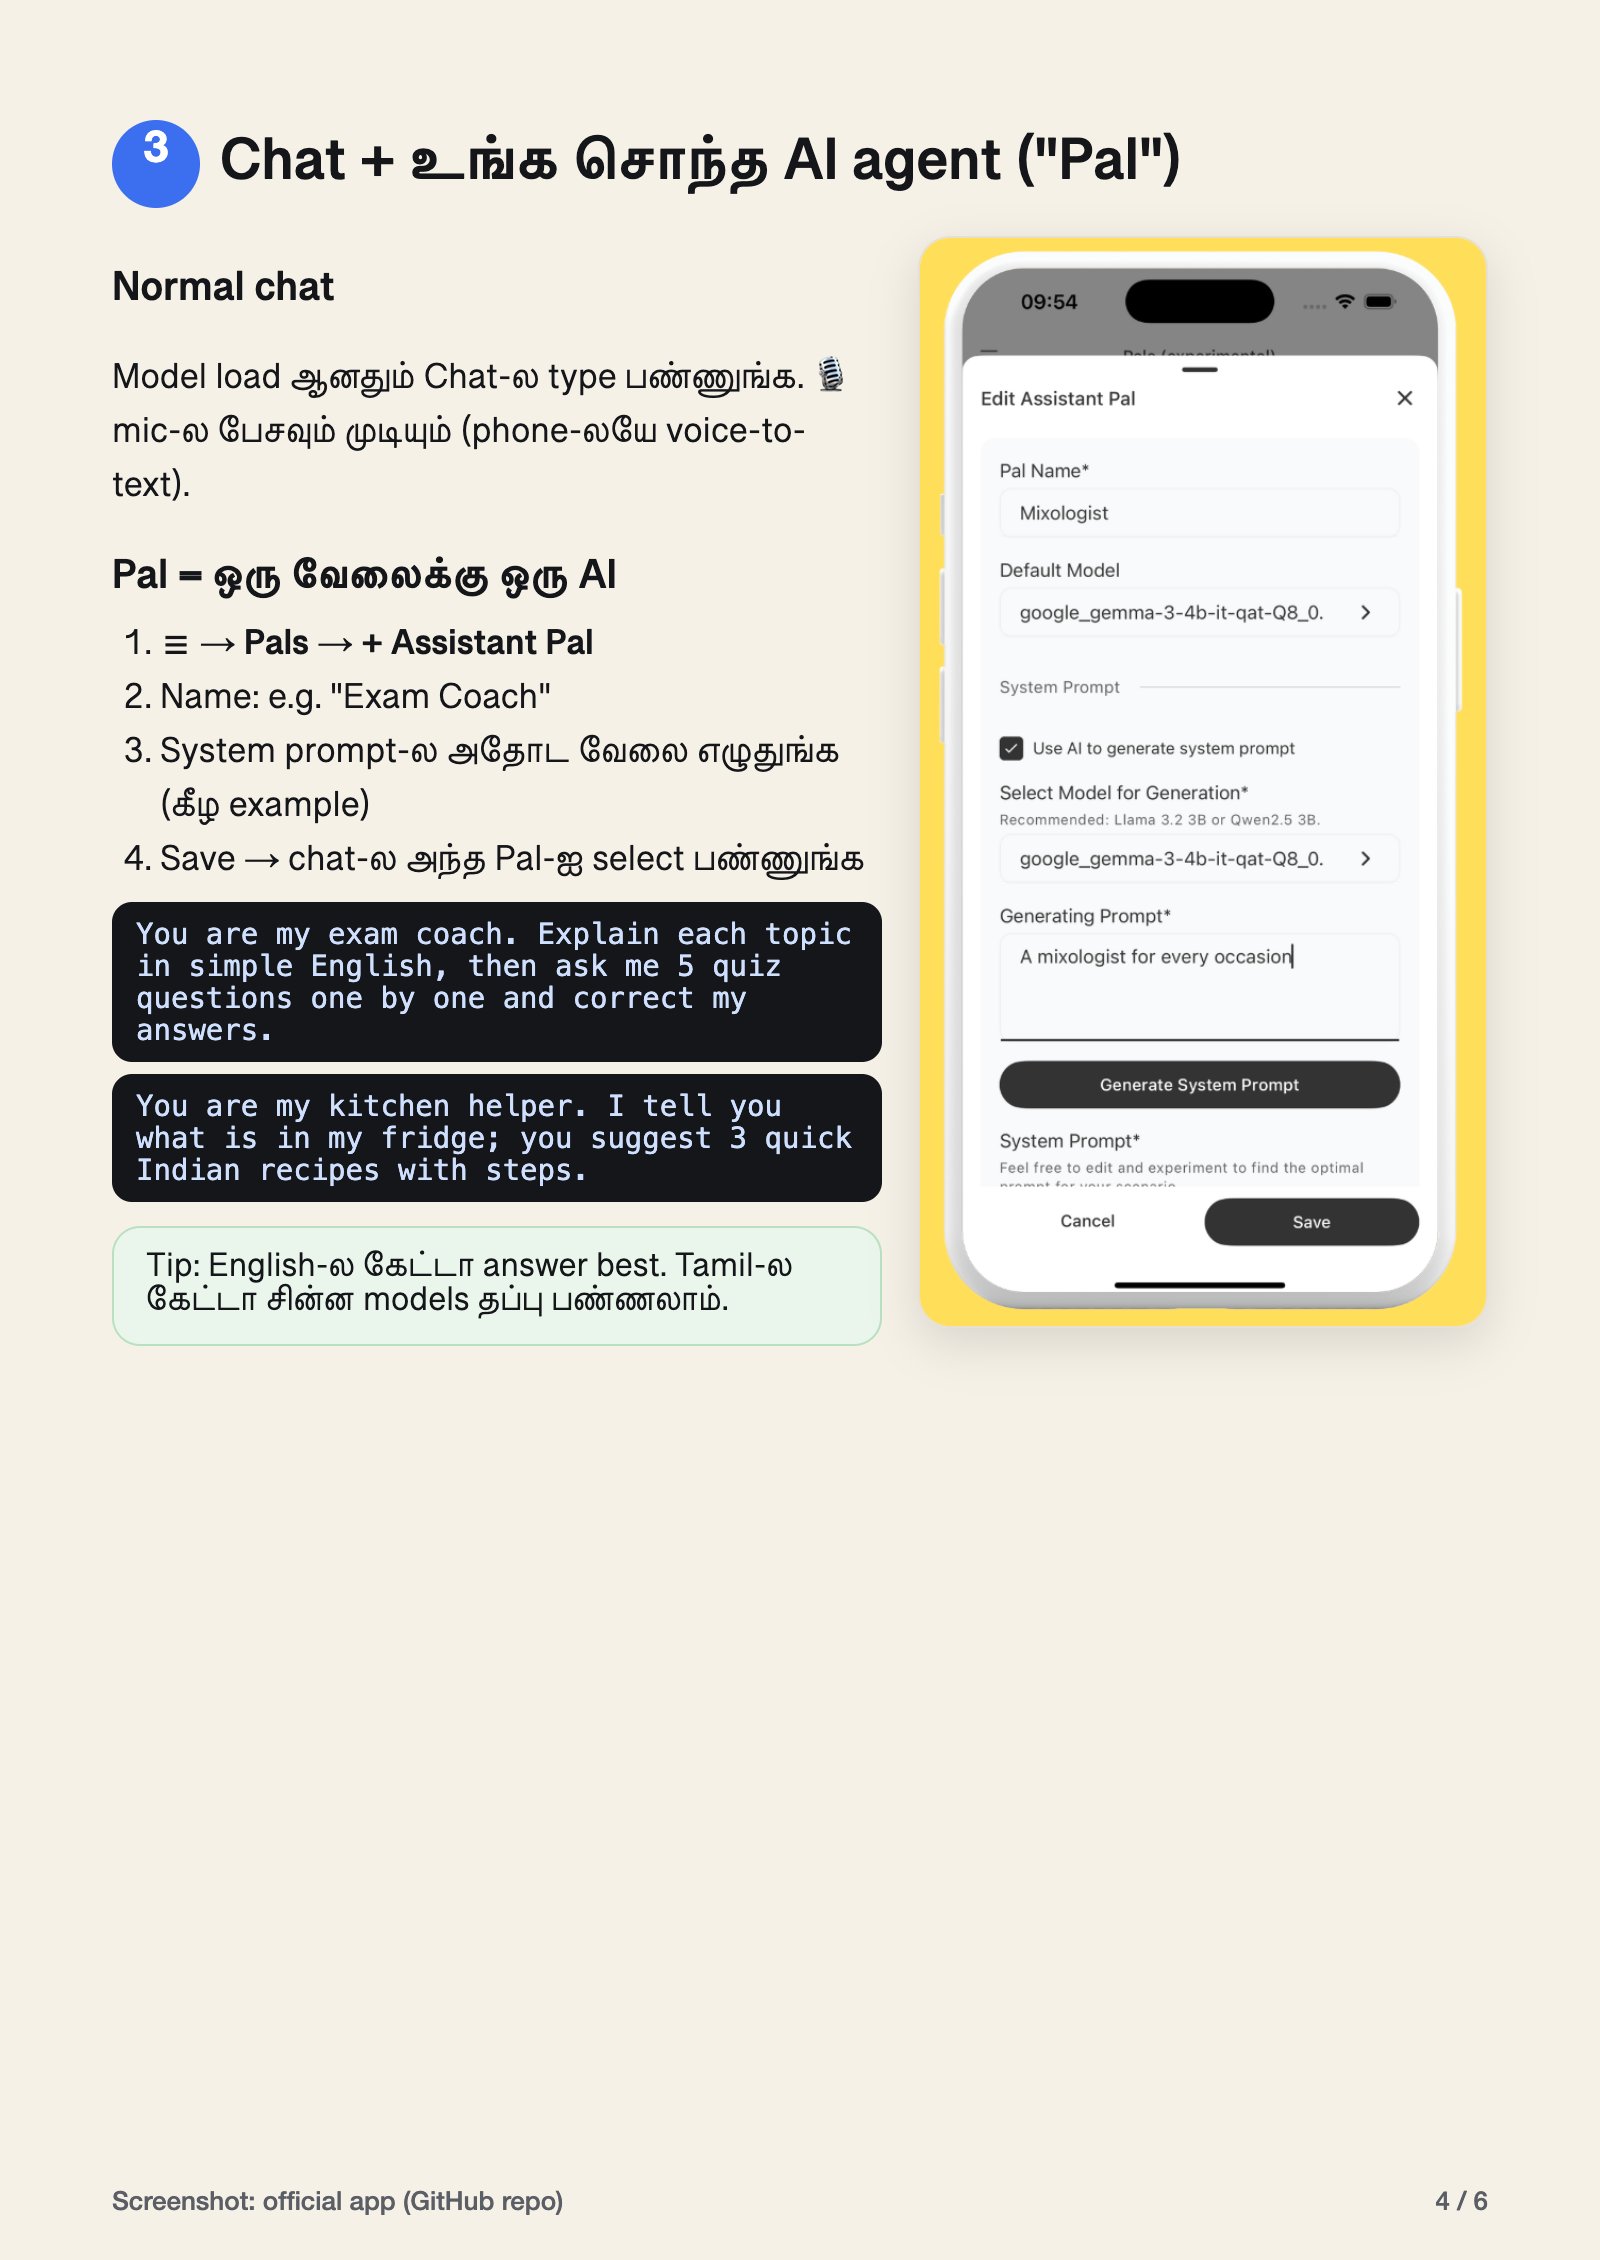 3
Chat + உங்க சொந்த AI agent ("Pal")
Normal chat
Model load ஆனதும் Chat-ல type பண்ணுங்க. 🎙️
mic-ல பேசவும் முடியும் (phone-லயே voice-to-
text).
Pal = ஒரு வேலைக்கு ஒரு AI
1. ≡ → Pals → + Assistant Pal
2. Name: e.g. "Exam Coach"
3. System prompt-ல அதோட வேலை எழுதுங்க
(கீழ example)
4. Save → chat-ல அந்த Pal-ஐ select பண்ணுங்க
You are my exam coach. Explain each topic
in simple English, then ask me 5 quiz
questions one by one and correct my
answers.
You are my kitchen helper. I tell you
what is in my fridge; you suggest 3 quick
Indian recipes with steps.
Tip: English-ல கேட்டா answer best. Tamil-ல
கேட்டா சின்ன models தப்பு பண்ணலாம்.
09:54
Pals (experimental)
Edit Assistant Pal
Pal Name*
Mixologist
Default Model
google_gemma-3-4b-it-qat-Q8_0.
System Prompt
Use AI to generate system prompt
Select Model for Generation*
Recommended: Llama 3.2 3B or Qwen2.5 3B.
google_gemma-3-4b-it-qat-Q8_0.
Generating Prompt*
A mixologist for every occasion
Generate System Prompt
System Prompt*
Feel free to edit and experiment to find the optimal
prompt for your scenario
Cancel
Save
Screenshot: official app (GitHub repo)
4 / 6